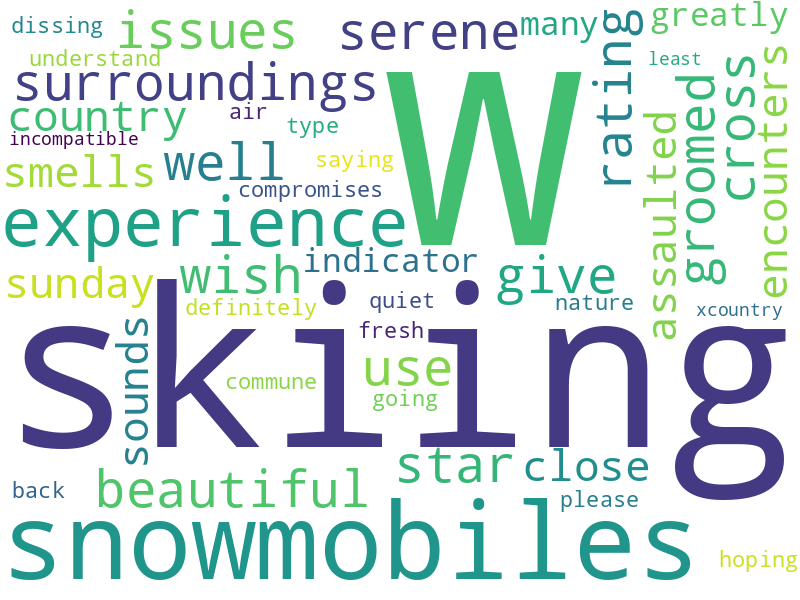 dissing
issues
serene
many
greatly
understand
least
surroundings
W
rating
cross
country
air
type
groomed
encounters
incompatible
assaulted
smells
well
saying
compromises
experience
indicator
sunday
wish
give
definitely
quiet
nature
xcountry
skiing
sounds
fresh
use
commune
going
star
close
back
beautiful
please
snowmobiles
hoping